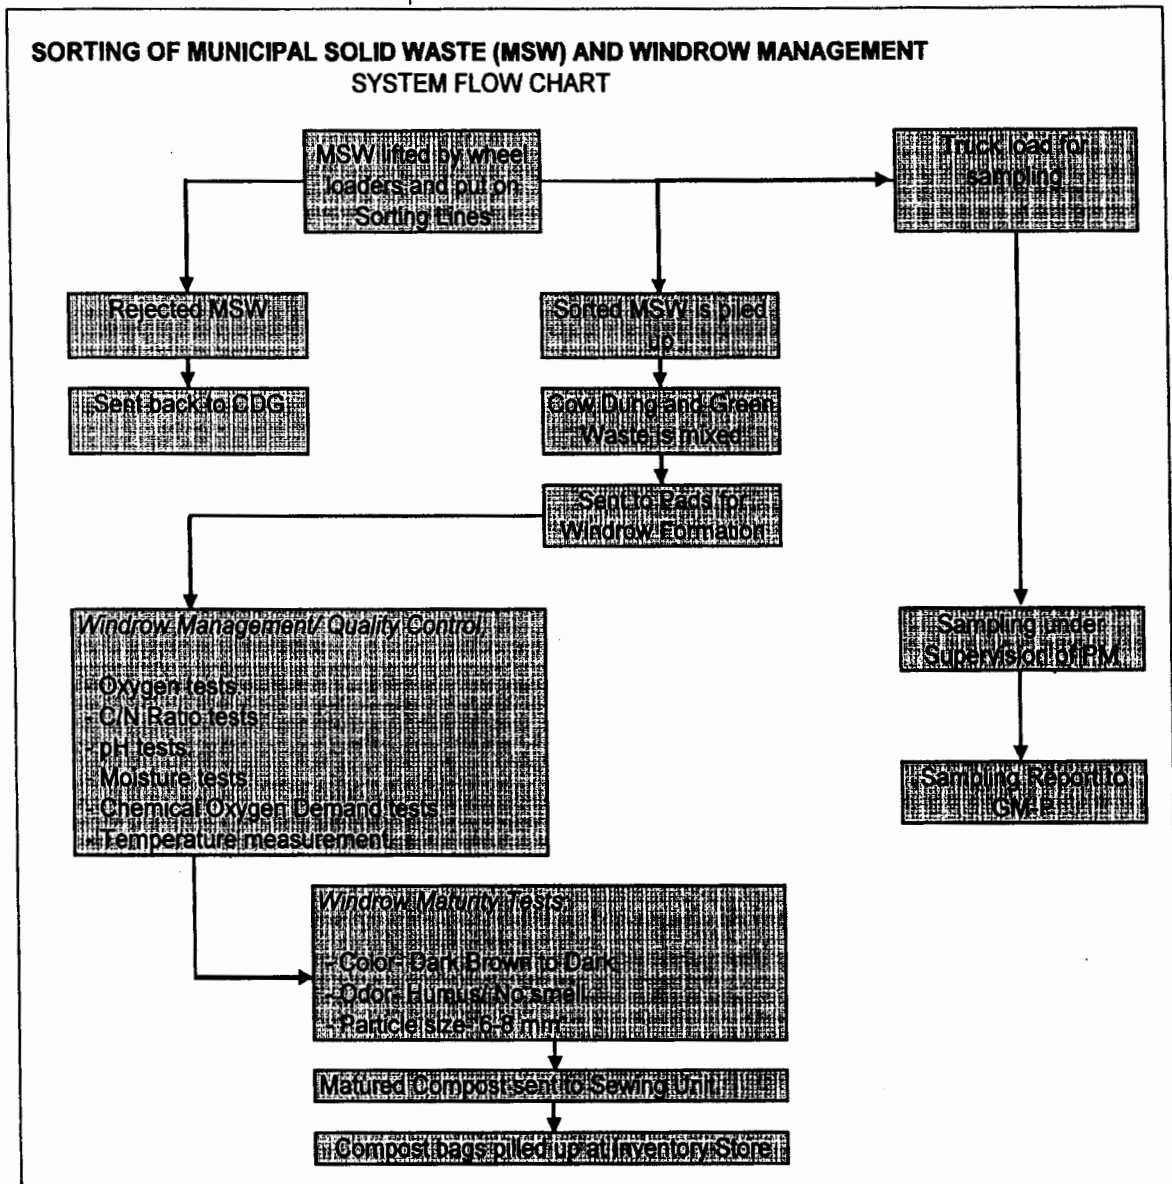 SORTING OF MUNICIPAL SOLID WASTE (MSW) AND WINDROW MANAGEMENT
SYSTEM FLOW CHART
MSW lifted by wheel
loaders and put on
Sorting Lines
Truck load for
sampling
Rejected MSW
Sorted MSW is piled
up
Sent back to CDG
Cow Dung and Green
Waste is mixed
Sent to Pads for
Windrow Formation
Windrow Management/ Quality Control
- Oxygen tests
- C/N Ratio tests
- pH tests
- Moisture tests
- Chemical Oxygen Demand tests
- Temperature measurement
Sampling under
Supervision of PM
Sampling Report to
GM-P
Windrow Maturity Tests
- Color- Dark Brown to Dark
- Odor- Humus/ No smell
- Particle size- 6-8 mm
Matured Compost sent to Sewing Unit
Compost bags pilled up at Inventory Store